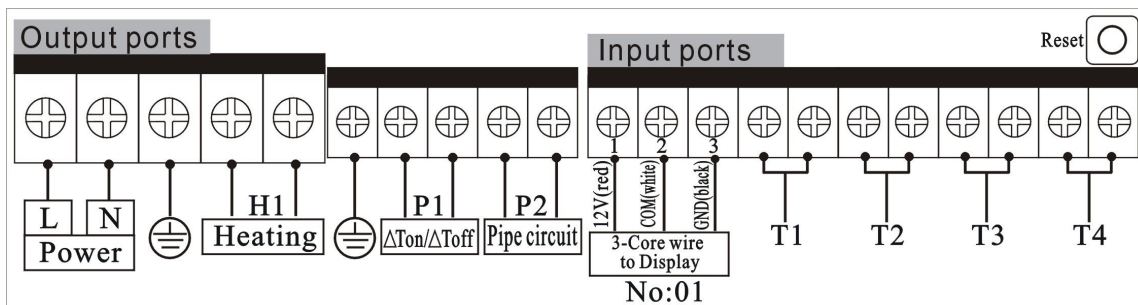 Output ports
Input ports
Reset
1 2 3
12V(red)
COM(white)
GND(black)
L N
Power
H1
Heating
P1
ΔTon/ΔToff
P2
Pipe circuit
3-Core wire
to Display
No:01
T1 T2 T3 T4